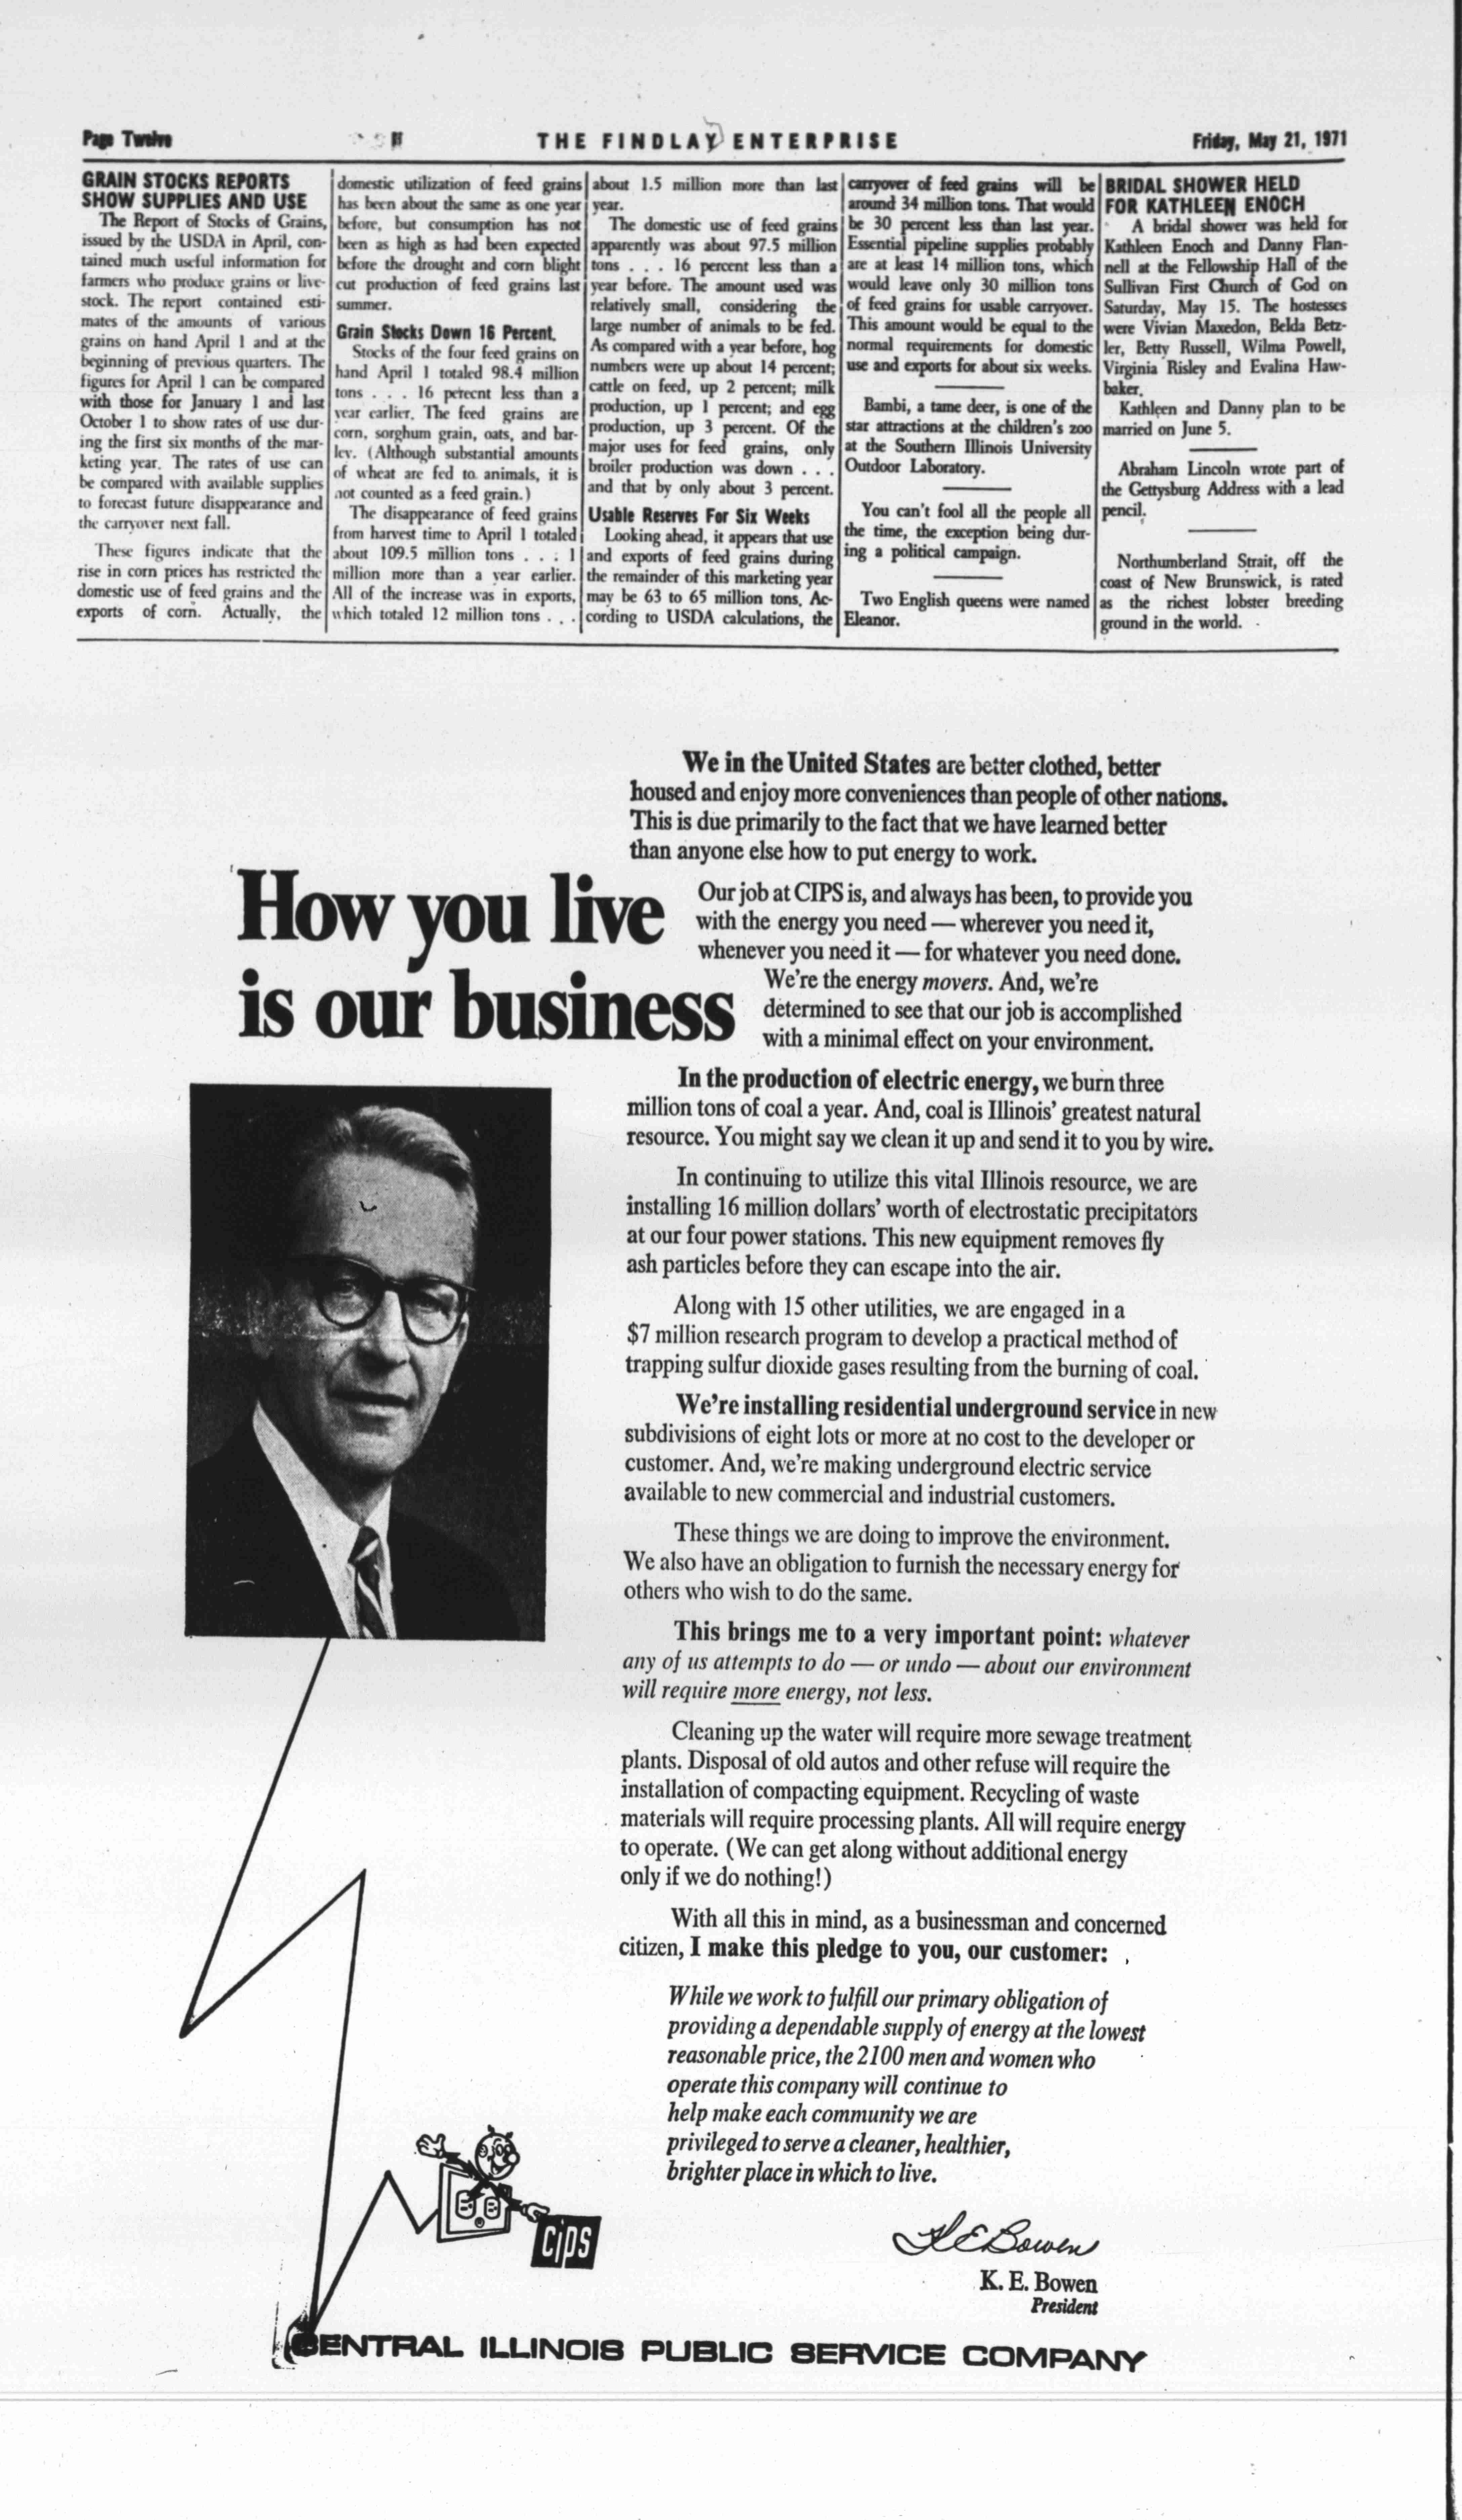 Page Twelve
THE FINDLAY ENTERPRISE
Friday, May 21, 1971
GRAIN STOCKS REPORTS
SHOW SUPPLIES AND USE
The Report of Stocks of Grains,
issued by the USDA in April, con-
tained much useful information for
farmers who produce grains or live-
stock. The report contained esti-
mates of the amounts of various
grains on hand April 1 and at the
beginning of previous quarters. The
figures for April 1 can be compared
with those for January 1 and last
October 1 to show rates of use dur-
ing the first six months of the mar-
keting year. The rates of use can
be compared with available supplies
to forecast future disappearance and
the carryover next fall.
These figures indicate that the
rise in corn prices has restricted the
domestic use of feed grains and the
exports of corn. Actually, the
domestic utilization of feed grains
has been about the same as one year
before, but consumption has not
been as high as had been expected
before the drought and corn blight
cut production of feed grains last
summer.
Grain Stocks Down 16 Percent.
Stocks of the four feed grains on
hand April 1 totaled 98.4 million
tons . . . 16 petecnt less than a
year earlier. The feed grains are
corn, sorghum grain, oats, and bar-
ley. (Although substantial amounts
of wheat are fed to animals, it is
not counted as a feed grain.)
The disappearance of feed grains
from harvest time to April 1 totaled
about 109.5 million tons . . . 1
million more than a year earlier.
All of the increase was in exports,
which totaled 12 million tons . . .
about 1.5 million more than last
year.
The domestic use of feed grains
apparently was about 97.5 million
tons . . . 16 percent less than a
year before. The amount used was
relatively small, considering the
large number of animals to be fed.
As compared with a year before, hog
numbers were up about 14 percent;
cattle on feed, up 2 percent; milk
production, up 1 percent; and egg
production, up 3 percent. Of the
major uses for feed grains, only
broiler production was down . . .
and that by only about 3 percent.
Usable Reserves For Six Weeks
Looking ahead, it appears that use
and exports of feed grains during
the remainder of this marketing year
may be 63 to 65 million tons. Ac-
cording to USDA calculations, the
carryover of feed grains will be
around 34 million tons. That would
be 30 percent less than last year.
Essential pipeline supplies probably
are at least 14 million tons, which
would leave only 30 million tons
of feed grains for usable carryover.
This amount would be equal to the
normal requirements for domestic
use and exports for about six weeks.
Bambi, a tame deer, is one of the
star attractions at the children's zoo
at the Southern Illinois University
Outdoor Laboratory.
You can't fool all the people all
the time, the exception being dur-
ing a political campaign.
Two English queens were named
Eleanor.
BRIDAL SHOWER HELD
FOR KATHLEEN ENOCH
A bridal shower was held for
Kathleen Enoch and Danny Flan-
nell at the Fellowship Hall of the
Sullivan First Church of God on
Saturday, May 15. The hostesses
were Vivian Maxedon, Belda Betz-
ler, Betty Russell, Wilma Powell,
Virginia Risley and Evalina Haw-
baker.
Kathleen and Danny plan to be
married on June 5.
Abraham Lincoln wrote part of
the Gettysburg Address with a lead
pencil.
Northumberland Strait, off the
coast of New Brunswick, is rated
as the richest lobster breeding
ground in the world.
How you live
is our business
We in the United States are better clothed, better
housed and enjoy more conveniences than people of other nations.
This is due primarily to the fact that we have learned better
than anyone else how to put energy to work.
Our job at CIPS is, and always has been, to provide you
with the energy you need — wherever you need it,
whenever you need it — for whatever you need done.
We're the energy movers. And, we're
determined to see that our job is accomplished
with a minimal effect on your environment.
In the production of electric energy, we burn three
million tons of coal a year. And, coal is Illinois' greatest natural
resource. You might say we clean it up and send it to you by wire.
In continuing to utilize this vital Illinois resource, we are
installing 16 million dollars' worth of electrostatic precipitators
at our four power stations. This new equipment removes fly
ash particles before they can escape into the air.
Along with 15 other utilities, we are engaged in a
$7 million research program to develop a practical method of
trapping sulfur dioxide gases resulting from the burning of coal.
We're installing residential underground service in new
subdivisions of eight lots or more at no cost to the developer or
customer. And, we're making underground electric service
available to new commercial and industrial customers.
These things we are doing to improve the environment.
We also have an obligation to furnish the necessary energy for
others who wish to do the same.
This brings me to a very important point: whatever
any of us attempts to do — or undo — about our environment
will require more energy, not less.
Cleaning up the water will require more sewage treatment
plants. Disposal of old autos and other refuse will require the
installation of compacting equipment. Recycling of waste
materials will require processing plants. All will require energy
to operate. (We can get along without additional energy
only if we do nothing!)
With all this in mind, as a businessman and concerned
citizen, I make this pledge to you, our customer:
While we work to fulfill our primary obligation of
providing a dependable supply of energy at the lowest
reasonable price, the 2100 men and women who
operate this company will continue to
help make each community we are
privileged to serve a cleaner, healthier,
brighter place in which to live.
K E Bowen
K. E. Bowen
President
cips
CENTRAL ILLINOIS PUBLIC SERVICE COMPANY